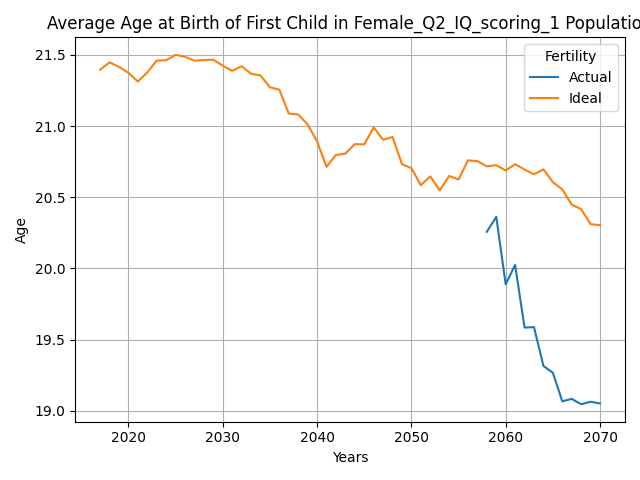 Average Age at Birth of First Child in Female_Q2_IQ_scoring_1 Populatio
Fertility
Actual
Ideal
21.5
21.0
20.5
20.0
19.5
19.0
Age
2020 2030 2040 2050 2060 2070
Years